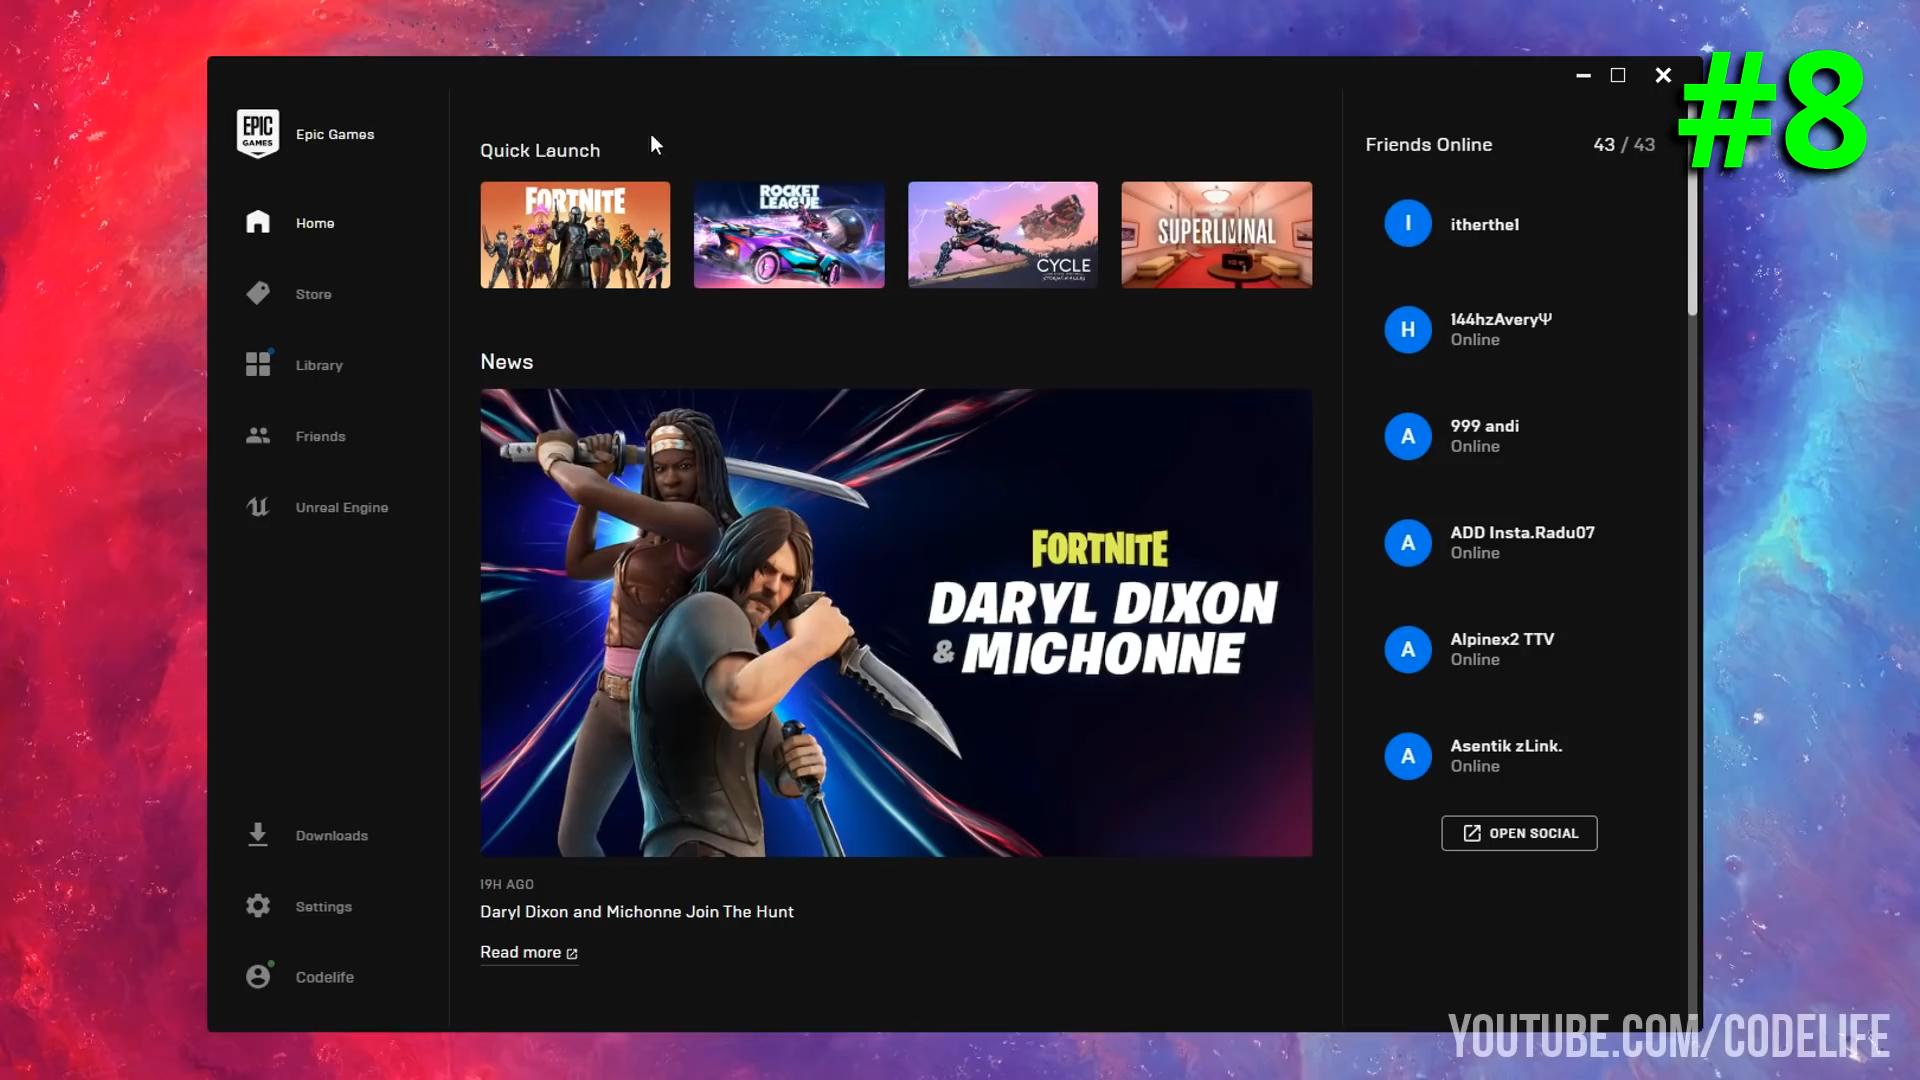 #8
EPIC
GAMES
Epic Games
Home
Store
Library
Friends
Unreal Engine
Downloads
Settings
Codelife
Quick Launch
FORTNITE
ROCKET
LEAGUE
THE
CYCLE
SUPERLIMINAL
News
FORTNITE
DARYL DIXON
& MICHONNE
19H AGO
Daryl Dixon and Michonne Join The Hunt
Read more
Friends Online 43 / 43
I itherthe1
H 144hzAveryΨ
Online
A 999 andi
Online
A ADD Insta.Radu07
Online
A Alpinex2 TTV
Online
A Asentik zLink.
Online
OPEN SOCIAL
YOUTUBE.COM/CODELIFE